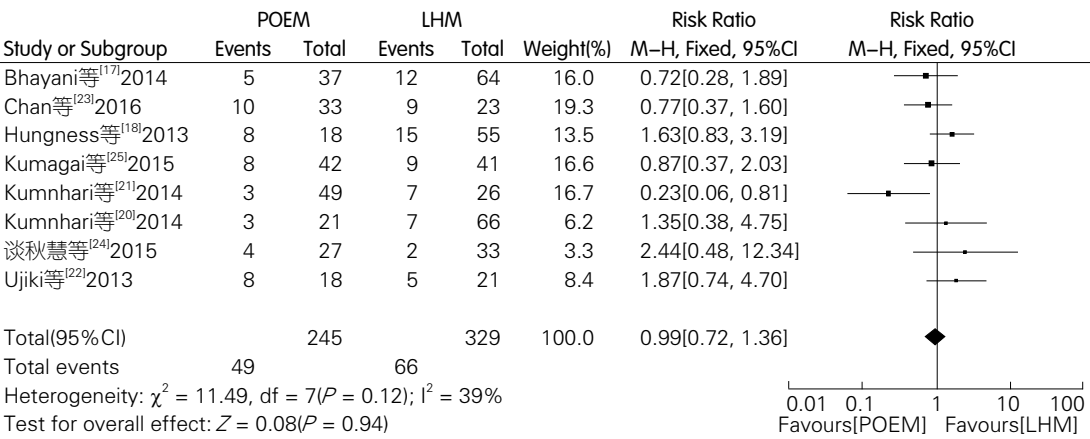 POEM LHM Risk Ratio Risk Ratio
Study or Subgroup Events Total Events Total Weight(%) M–H, Fixed, 95%CI M–H, Fixed, 95%CI
Bhayani等[17]2014 5 37 12 64 16.0 0.72[0.28, 1.89]
Chan等[23]2016 10 33 9 23 19.3 0.77[0.37, 1.60]
Hungness等[18]2013 8 18 15 55 13.5 1.63[0.83, 3.19]
Kumagai等[25]2015 8 42 9 41 16.6 0.87[0.37, 2.03]
Kumnhari等[21]2014 3 49 7 26 16.7 0.23[0.06, 0.81]
Kumnhari等[20]2014 3 21 7 66 6.2 1.35[0.38, 4.75]
谈秋慧等[24]2015 4 27 2 33 3.3 2.44[0.48, 12.34]
Ujiki等[22]2013 8 18 5 21 8.4 1.87[0.74, 4.70]
Total(95%CI) 245 329 100.0 0.99[0.72, 1.36]
Total events 49 66
Heterogeneity: χ² = 11.49, df = 7(P = 0.12); I² = 39%
0.01 0.1 1 10 100
Test for overall effect: Z = 0.08(P = 0.94) Favours[POEM] Favours[LHM]